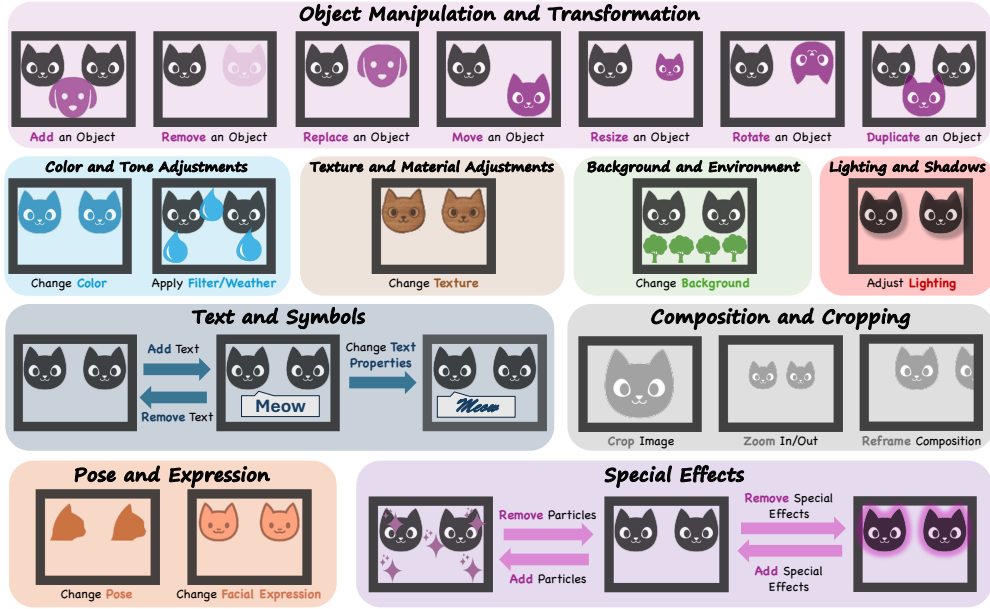 Object Manipulation and Transformation
Add an Object
Remove an Object
Replace an Object
Move an Object
Resize an Object
Rotate an Object
Duplicate an Object
Color and Tone Adjustments
Change Color
Apply Filter/Weather
Texture and Material Adjustments
Change Texture
Background and Environment
Change Background
Lighting and Shadows
Adjust Lighting
Text and Symbols
Add Text
Remove Text
Meow
Change Text
Properties
Meow
Composition and Cropping
Crop Image
Zoom In/Out
Reframe Composition
Pose and Expression
Change Pose
Change Facial Expression
Special Effects
Remove Particles
Add Particles
Remove Special
Effects
Add Special
Effects